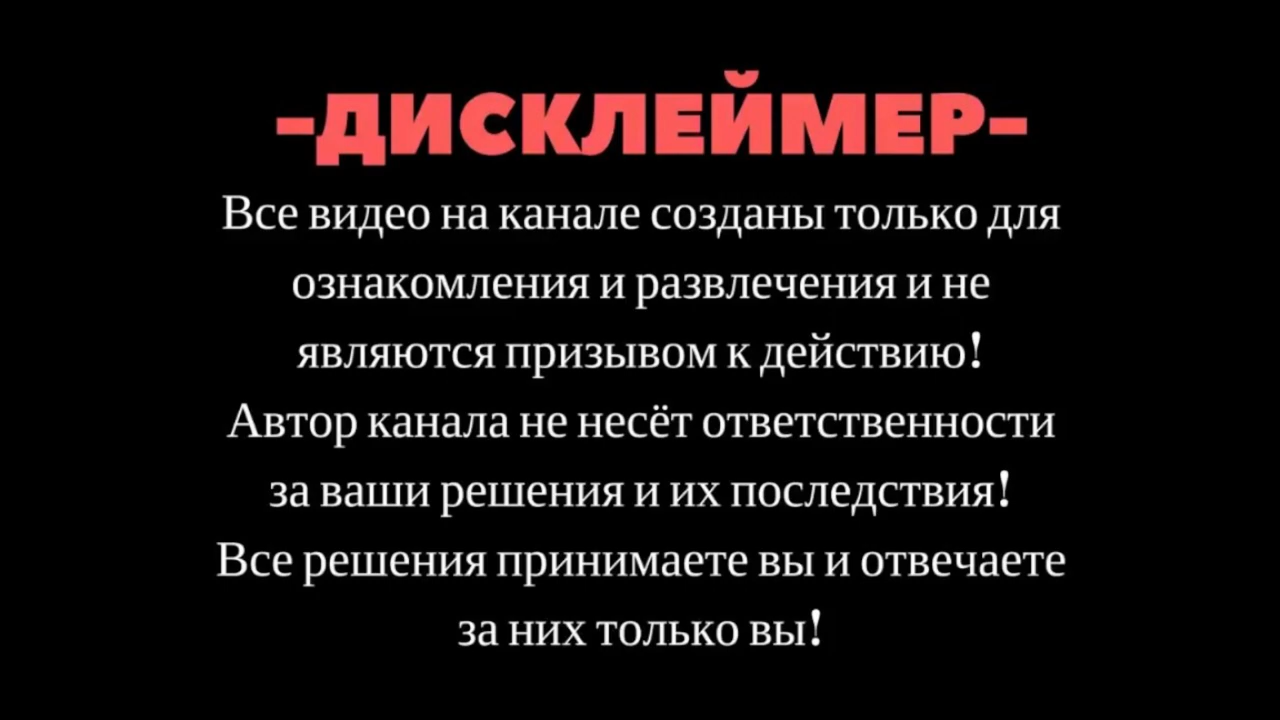 -ДИСКЛЕЙМЕР-
Все видео на канале созданы только для
ознакомления и развлечения и не
являются призывом к действию!
Автор канала не несёт ответственности
за ваши решения и их последствия!
Все решения принимаете вы и отвечаете
за них только вы!